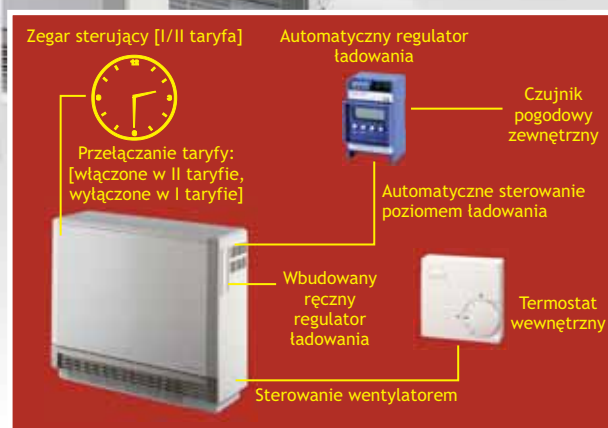 Zegar sterujący [I/II taryfa]
Automatyczny regulator
ładowania
12
Czujnik
pogodowy
zewnętrzny
Przełączanie taryfy:
[włączone w II taryfie,
wyłączone w I taryfie]
Automatyczne sterowanie
poziomem ładowania
Wbudowany
ręczny
regulator
ładowania
Termostat
wewnętrzny
Sterowanie wentylatorem